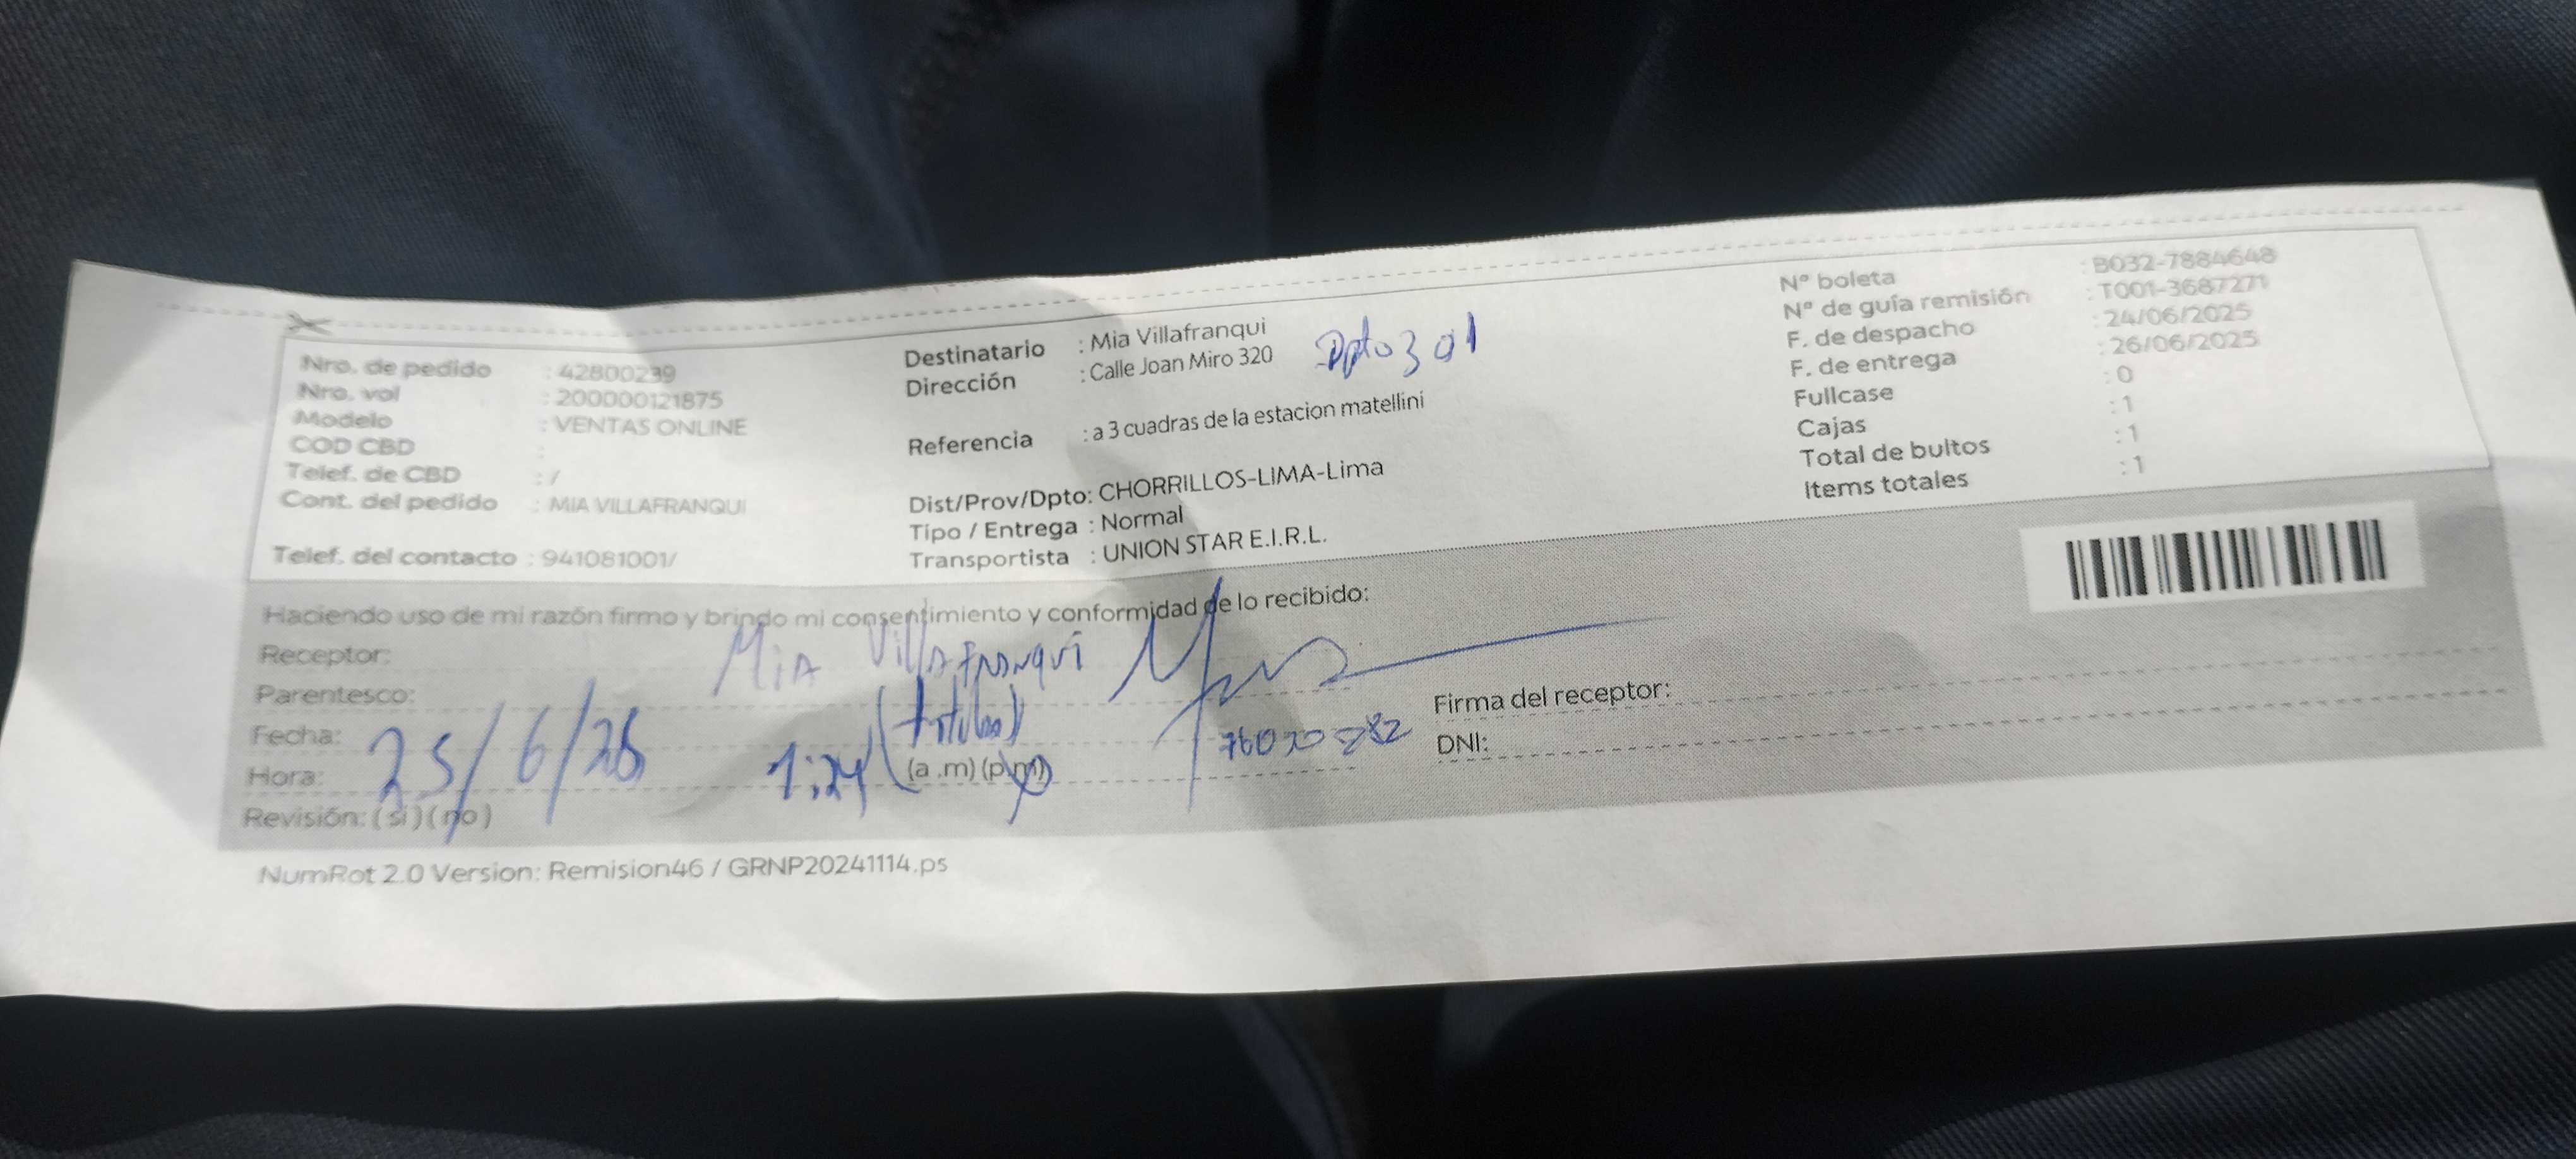 Nro. de pedido : 42800239
Nro. vol : 200000121875
Modelo : VENTAS ONLINE
COD CBD :
Telef. de CBD : /
Cont. del pedido : MIA VILLAFRANQUI
Telef. del contacto : 941081001/
Destinatario : Mia Villafranqui
Dirección : Calle Joan Miro 320 Dpto 301
Referencia : a 3 cuadras de la estacion matellini
Dist/Prov/Dpto: CHORRILLOS-LIMA-Lima
Tipo / Entrega : Normal
Transportista : UNION STAR E.I.R.L.
N° boleta : B032-7884648
N° de guía remisión : T001-3687271
F. de despacho : 24/06/2025
F. de entrega : 26/06/2025
Fullcase : 0
Cajas : 1
Total de bultos : 1
Items totales : 1
Haciendo uso de mi razón firmo y brindo mi consentimiento y conformidad de lo recibido:
Receptor: Mia Villafranqui
Parentesco: (titular)
Fecha: 25/6/
Hora: 1:24 (a .m) (p.m)
Revisión: ( si ) ( no )
Firma del receptor:
DNI:
NumRot 2.0 Version: Remision46 / GRNP20241114.ps